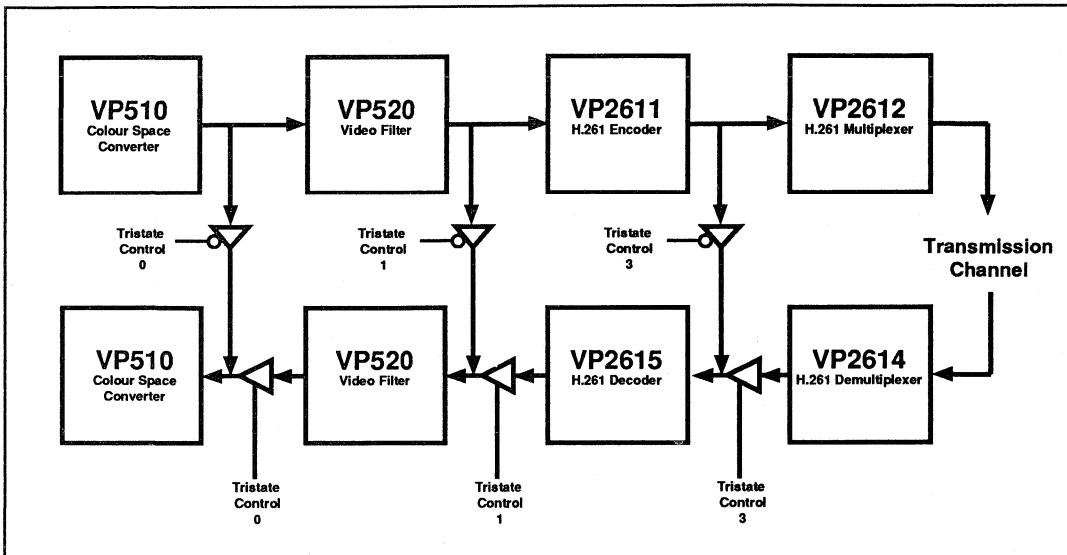 VP510
Colour Space
Converter
VP520
Video Filter
VP2611
H.261 Encoder
VP2612
H.261 Multiplexer
Tristate
Control
0
Tristate
Control
1
Tristate
Control
3
Transmission
Channel
VP510
Colour Space
Converter
VP520
Video Filter
VP2615
H.261 Decoder
VP2614
H.261 Demultiplexer
Tristate
Control
0
Tristate
Control
1
Tristate
Control
3